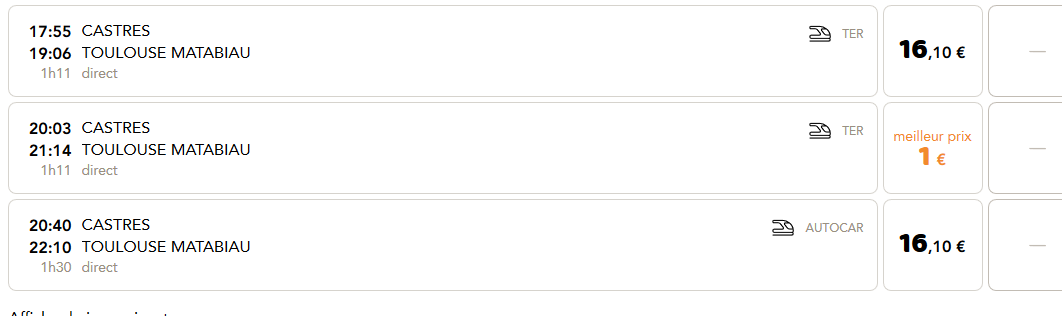 17:55 CASTRES TER
19:06 TOULOUSE MATABIAU 16,10 €
1h11 direct —
20:03 CASTRES TER
21:14 TOULOUSE MATABIAU meilleur prix
1 €
1h11 direct —
20:40 CASTRES AUTOCAR
22:10 TOULOUSE MATABIAU 16,10 €
1h30 direct —